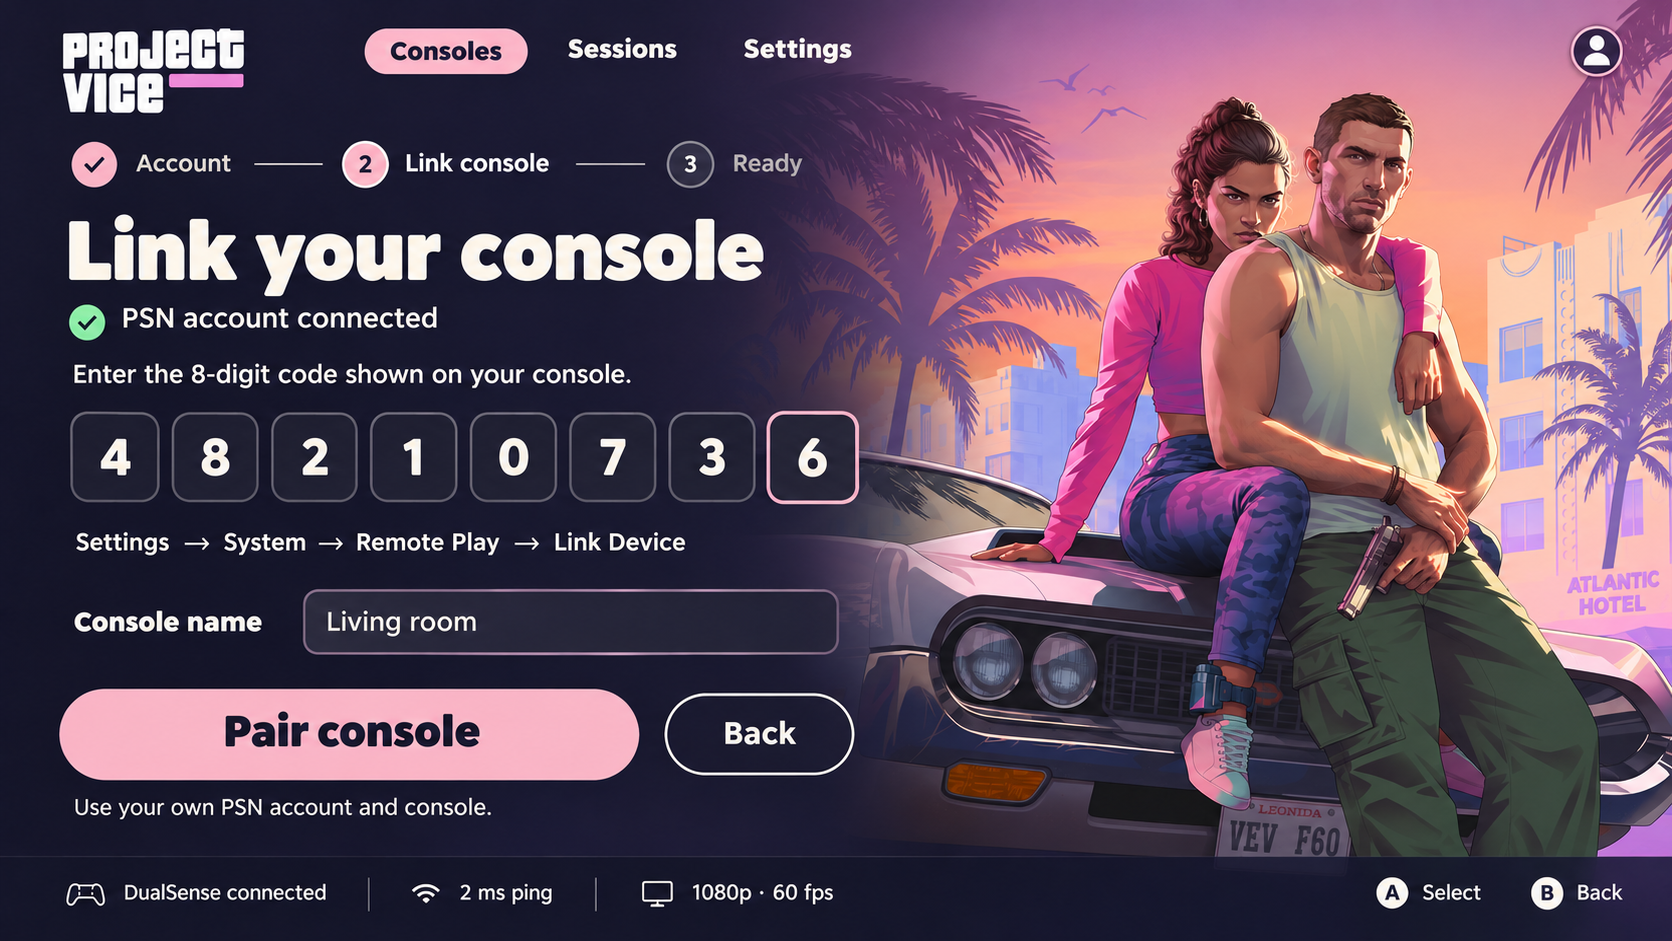 PROJECT
VICE
Consoles
Sessions
Settings
Account
2
Link console
3
Ready
Link your console
PSN account connected
Enter the 8-digit code shown on your console.
4 8 2 1 0 7 3 6
Settings → System → Remote Play → Link Device
Console name
Living room
Pair console
Back
Use your own PSN account and console.
ATLANTIC
HOTEL
LEONIDA
VEV F60
DualSense connected
2 ms ping
1080p · 60 fps
A Select
B Back